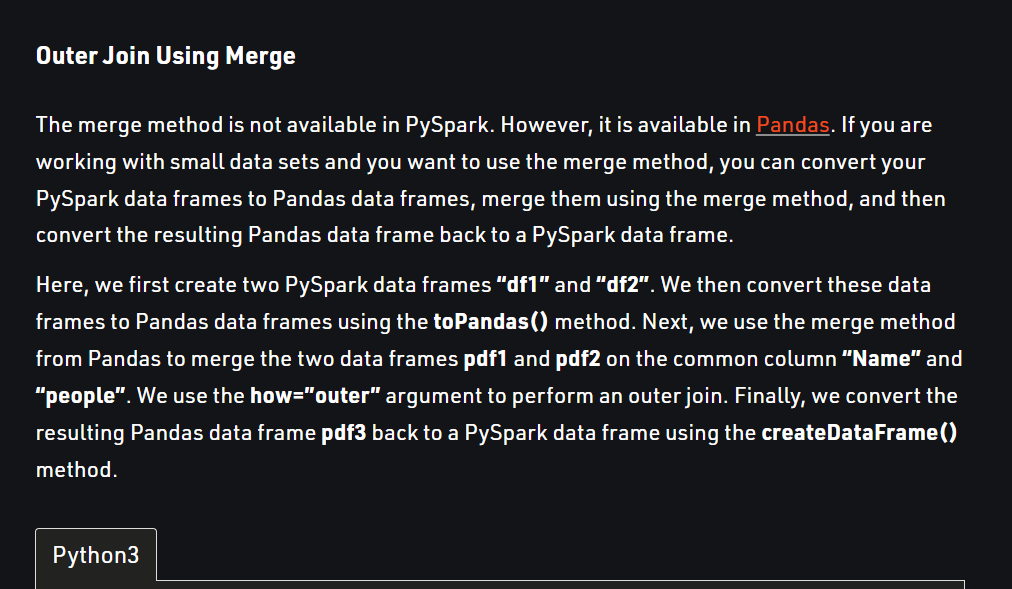 Outer Join Using Merge
The merge method is not available in PySpark. However, it is available in Pandas. If you are
working with small data sets and you want to use the merge method, you can convert your
PySpark data frames to Pandas data frames, merge them using the merge method, and then
convert the resulting Pandas data frame back to a PySpark data frame.
Here, we first create two PySpark data frames “df1” and “df2”. We then convert these data
frames to Pandas data frames using the toPandas() method. Next, we use the merge method
from Pandas to merge the two data frames pdf1 and pdf2 on the common column “Name” and
“people”. We use the how=”outer” argument to perform an outer join. Finally, we convert the
resulting Pandas data frame pdf3 back to a PySpark data frame using the createDataFrame()
method.
Python3